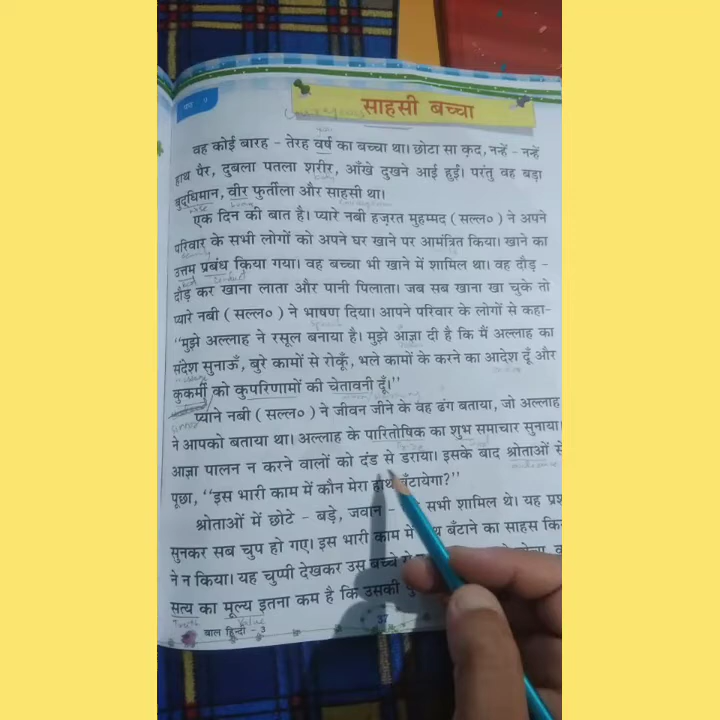 पाठ 9
साहसी बच्चा
Courageous
वह कोई बारह - तेरह वर्ष का बच्चा था। छोटा सा क़द, नन्हें - नन्हें
हाथ पैर, दुबला पतला शरीर, आँखे दुखने आई हुई। परंतु वह बड़ा
बुद्धिमान, वीर फुर्तीला और साहसी था।
एक दिन की बात है। प्यारे नबी हज़रत मुहम्मद (सल्ल०) ने अपने
परिवार के सभी लोगों को अपने घर खाने पर आमंत्रित किया। खाने का
उत्तम प्रबंध किया गया। वह बच्चा भी खाने में शामिल था। वह दौड़ -
दौड़ कर खाना लाता और पानी पिलाता। जब सब खाना खा चुके तो
प्यारे नबी (सल्ल०) ने भाषण दिया। आपने परिवार के लोगों से कहा-
“मुझे अल्लाह ने रसूल बनाया है। मुझे आज्ञा दी है कि मैं अल्लाह का
संदेश सुनाऊँ, बुरे कामों से रोकूँ, भले कामों के करने का आदेश दूँ और
कुकर्मी को कुपरिणामों की चेतावनी दूँ।”
प्याने नबी (सल्ल०) ने जीवन जीने के वह ढंग बताया, जो अल्लाह
ने आपको बताया था। अल्लाह के पारितोषिक का शुभ समाचार सुनाया।
आज्ञा पालन न करने वालों को दंड से डराया। इसके बाद श्रोताओं से
पूछा, “इस भारी काम में कौन मेरा हाथ बँटायेगा?”
श्रोताओं में छोटे - बड़े, जवान - सभी शामिल थे। यह प्रश
सुनकर सब चुप हो गए। इस भारी काम में बँटाने का साहस कि
ने न किया। यह चुप्पी देखकर उस बच्चे
सत्य का मूल्य इतना कम है कि उसकी
Truth Value
बाल हिन्दी - 3
37